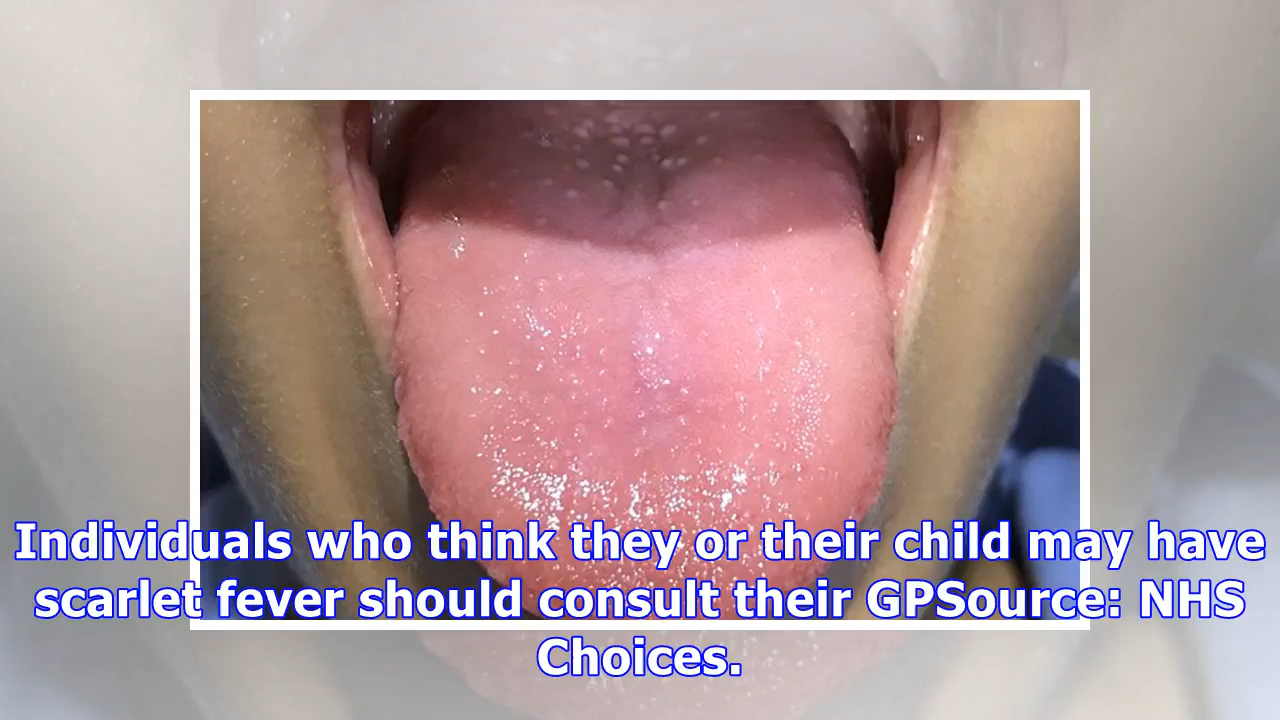 Individuals who think they or their child may have
scarlet fever should consult their GPSource: NHS
Choices.